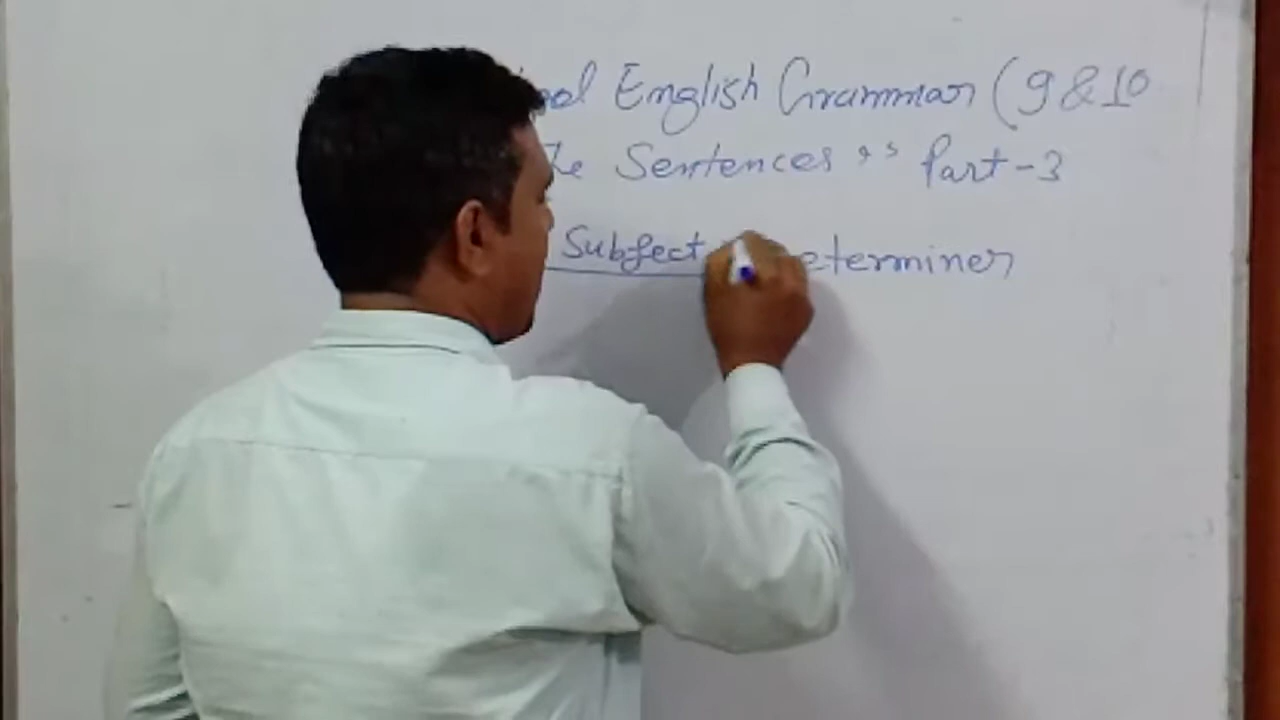 English Grammar (9 & 10
Sentences :: Part-3
Subject Determiner